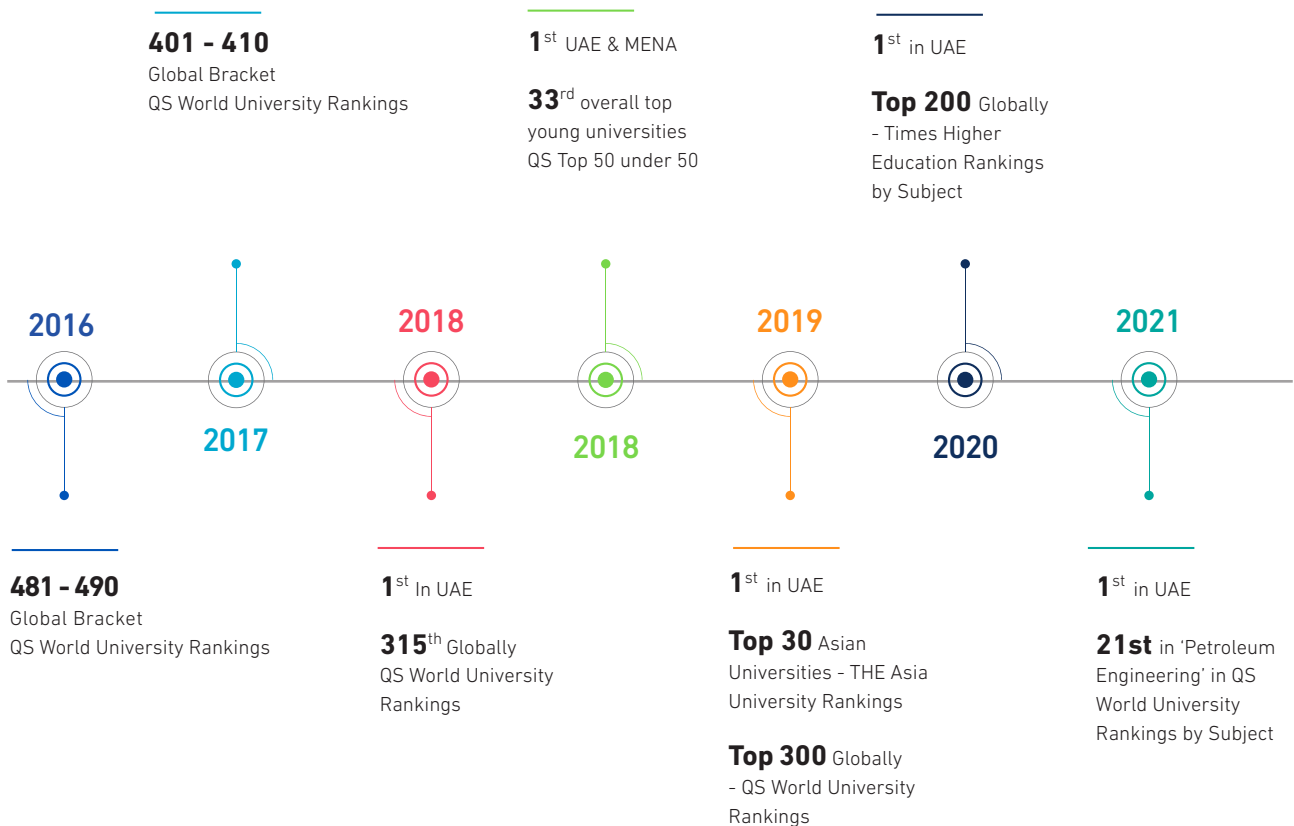 401 - 410
Global Bracket
QS World University Rankings
1st UAE & MENA
33rd overall top
young universities
QS Top 50 under 50
1st in UAE
Top 200 Globally
- Times Higher
Education Rankings
by Subject
2016
2017
2018
2018
2019
2020
2021
481 - 490
Global Bracket
QS World University Rankings
1st In UAE
315th Globally
QS World University
Rankings
1st in UAE
Top 30 Asian
Universities - THE Asia
University Rankings
Top 300 Globally
- QS World University
Rankings
1st in UAE
21st in ‘Petroleum
Engineering’ in QS
World University
Rankings by Subject